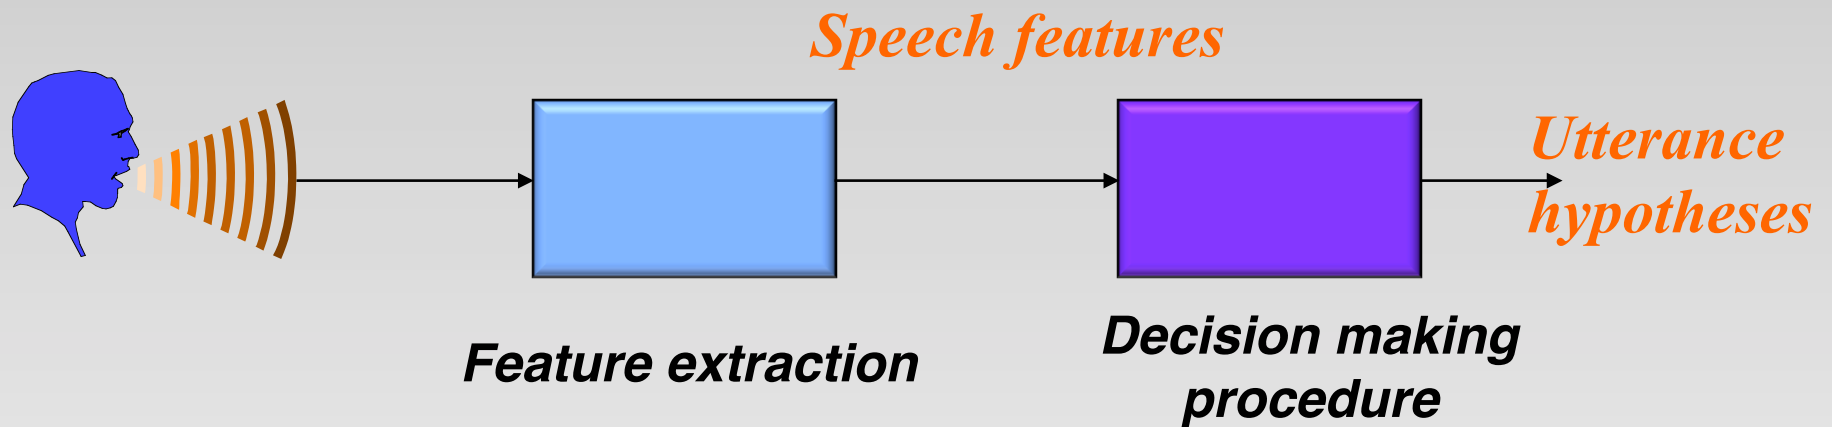 Speech features
Utterance
hypotheses
Feature extraction
Decision making
procedure